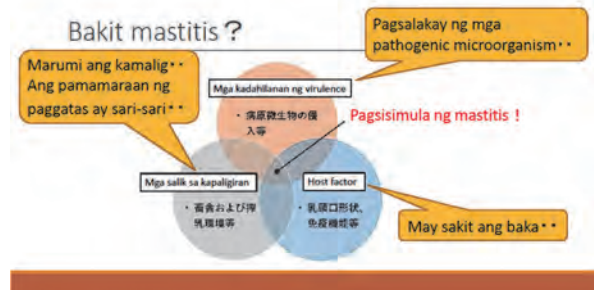 Bakit mastitis？
Pagsalakay ng mga
pathogenic microorganism・・
Marumi ang kamalig・・
Ang pamamaraan ng
paggatas ay sari-sari・・
Mga kadahilanan ng virulence
・ 病原微生物の侵
入等
Pagsisimula ng mastitis！
Mga salik sa kapaligiran
・ 畜舎および搾
乳環境等
Host factor
・ 乳頭口形状、
免疫機能等
May sakit ang baka・・